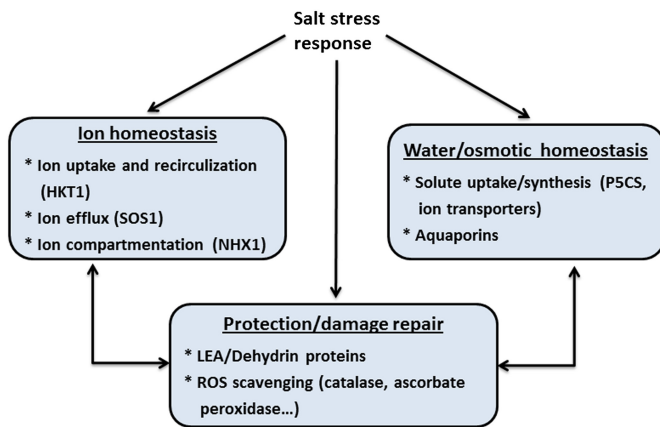 Salt stress
response
Ion homeostasis
* Ion uptake and recirculization
(HKT1)
* Ion efflux (SOS1)
* Ion compartmentation (NHX1)
Water/osmotic homeostasis
* Solute uptake/synthesis (P5CS,
ion transporters)
* Aquaporins
Protection/damage repair
* LEA/Dehydrin proteins
* ROS scavenging (catalase, ascorbate
peroxidase...)